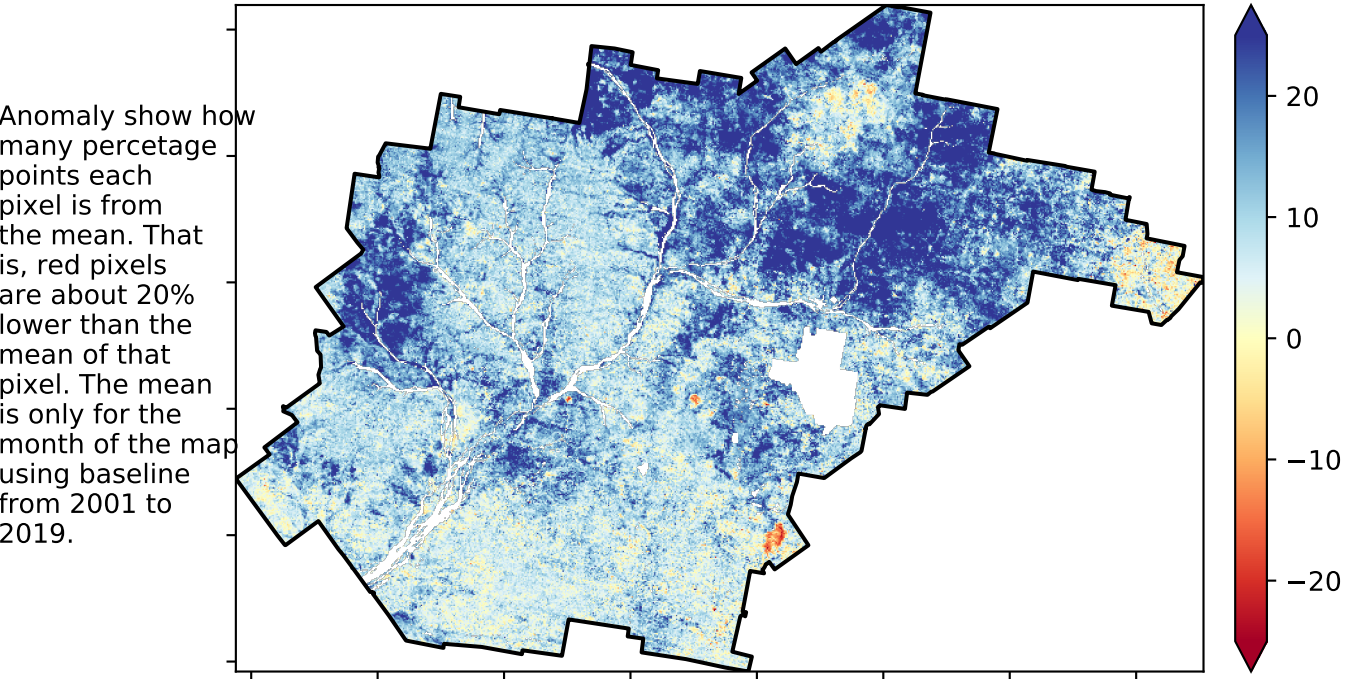 Anomaly show how
many percetage
points each
pixel is from
the mean. That
is, red pixels
are about 20%
lower than the
mean of that
pixel. The mean
is only for the
month of the map
using baseline
from 2001 to
2019.
20
10
0
−10
−20